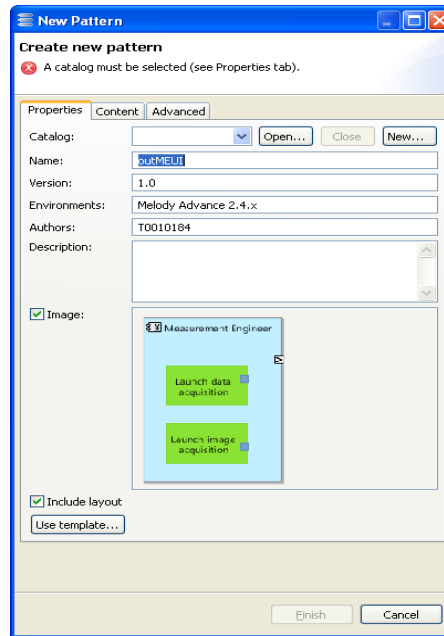 New Pattern
Create new pattern
A catalog must be selected (see Properties tab).
Properties Content Advanced
Catalog: Open... Close New...
Name: outMEUI
Version: 1.0
Environments: Melody Advance 2.4.x
Authors: T0010184
Description:
Image:
Measurement Engineer
Launch data
acquisition
Launch image
acquisition
Include layout
Use template...
Finish Cancel